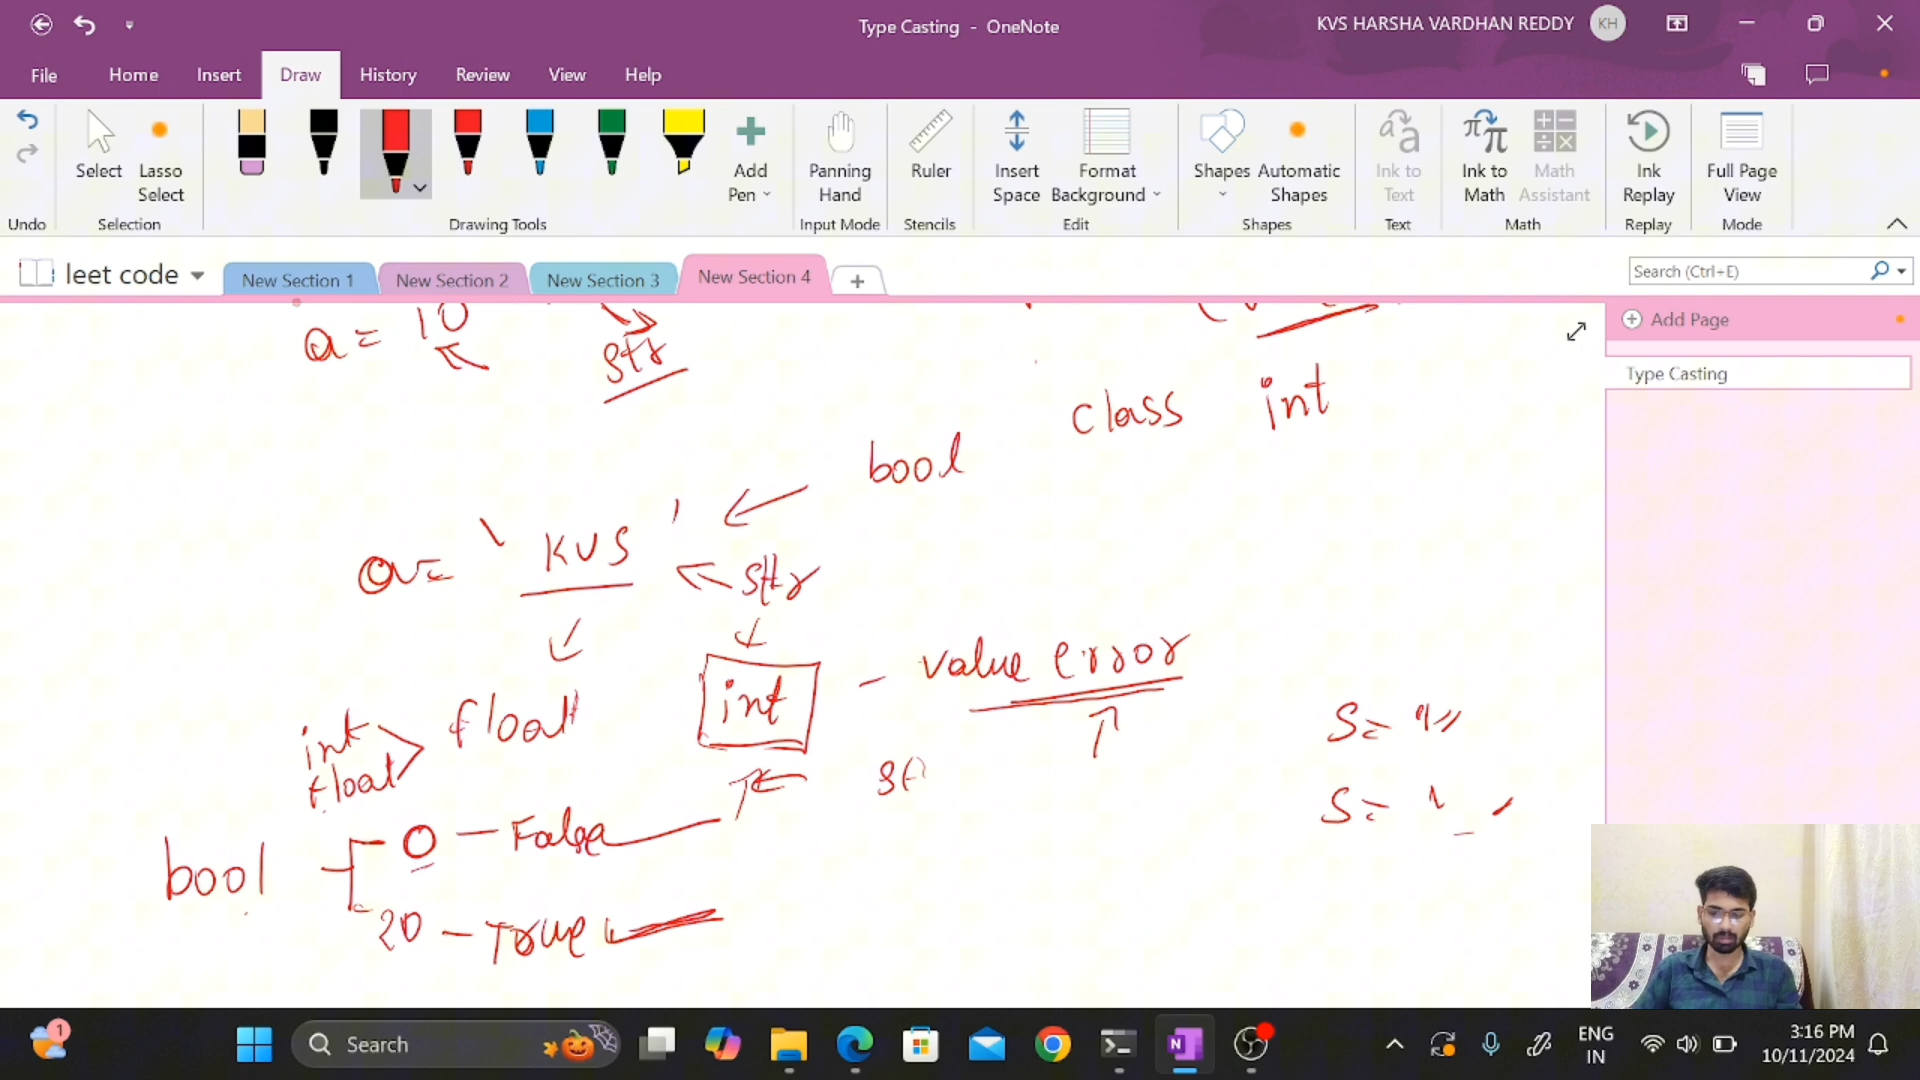 Type Casting - OneNote
KVS HARSHA VARDHAN REDDY KH
File Home Insert Draw History Review View Help
Select Lasso Select
Add Pen
Panning Hand
Ruler
Insert Space
Format Background
Shapes
Automatic Shapes
Ink to Text
Ink to Math
Math Assistant
Ink Replay
Full Page View
Undo Selection Drawing Tools Input Mode Stencils Edit Shapes Text Math Replay Mode
leet code New Section 1 New Section 2 New Section 3 New Section 4 +
Search (Ctrl+E)
Add Page
Type Casting
a = 10
str
class int
bool
a = ' KVS '
str
int - value error
int
float
float
S= ''
S= '_'
bool
0 - False
20 - True
1
Search
ENG
IN
3:16 PM
10/11/2024